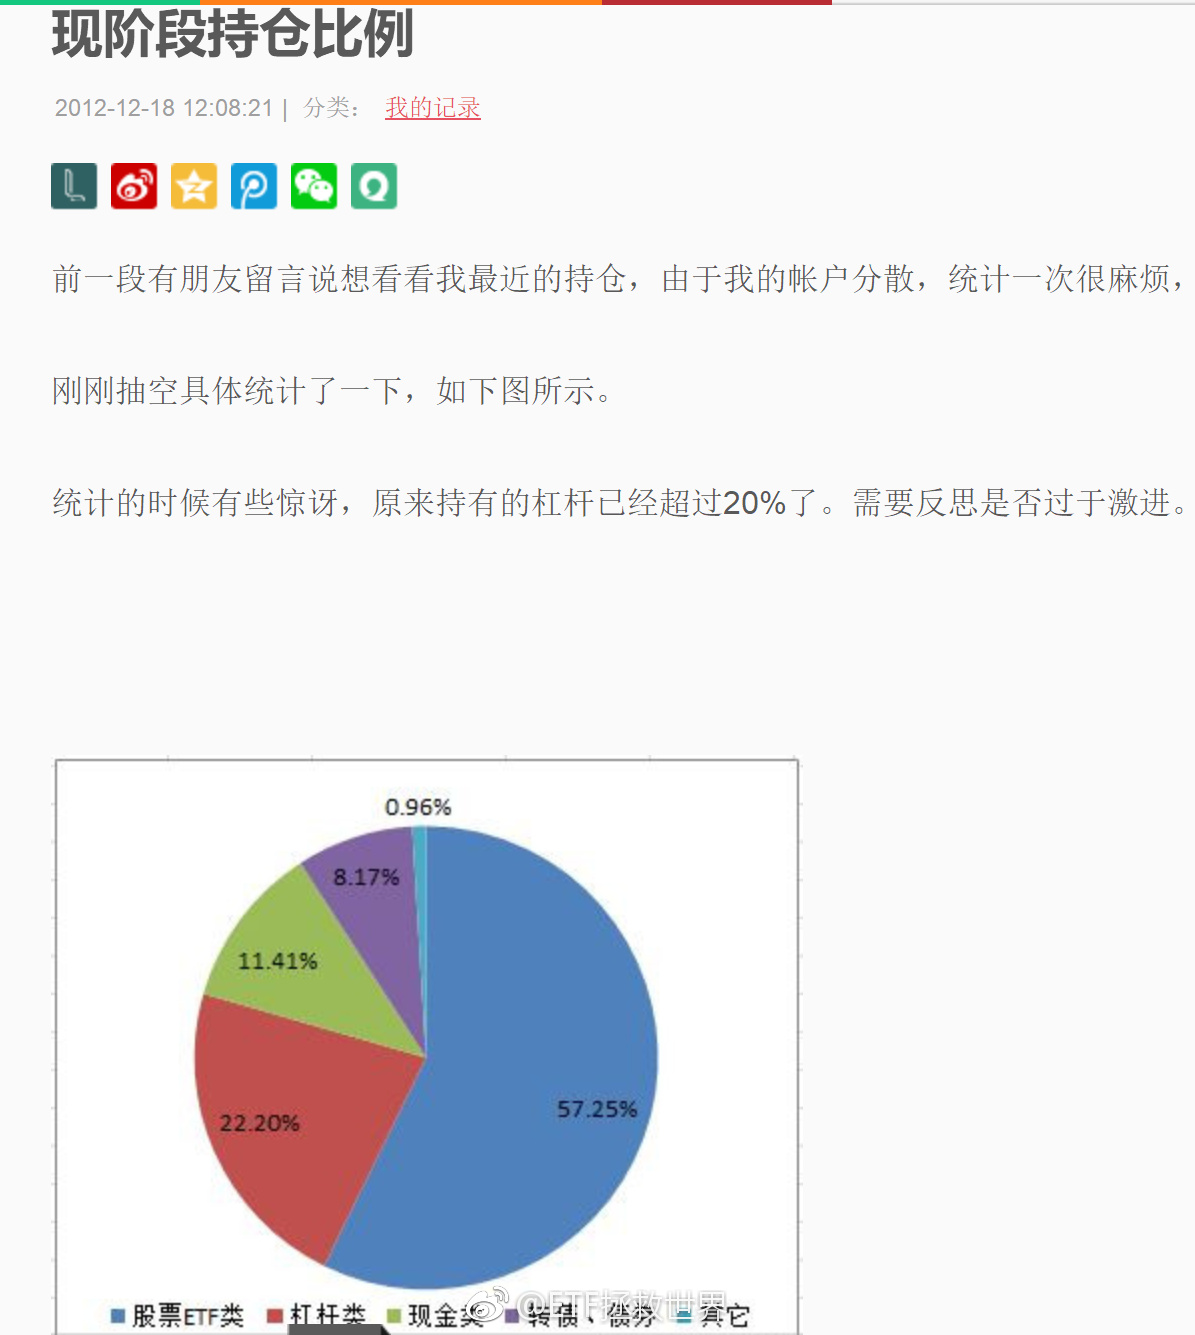 现阶段持仓比例
2012-12-18 12:08:21 | 分类： 我的记录
前一段有朋友留言说想看看我最近的持仓，由于我的帐户分散，统计一次很麻烦，
刚刚抽空具体统计了一下，如下图所示。
统计的时候有些惊讶，原来持有的杠杆已经超过20%了。需要反思是否过于激进。
0.96%
8.17%
11.41%
22.20%
57.25%
股票ETF类 杠杆类 现金类 转债、债券 其它
@ETF拯救世界